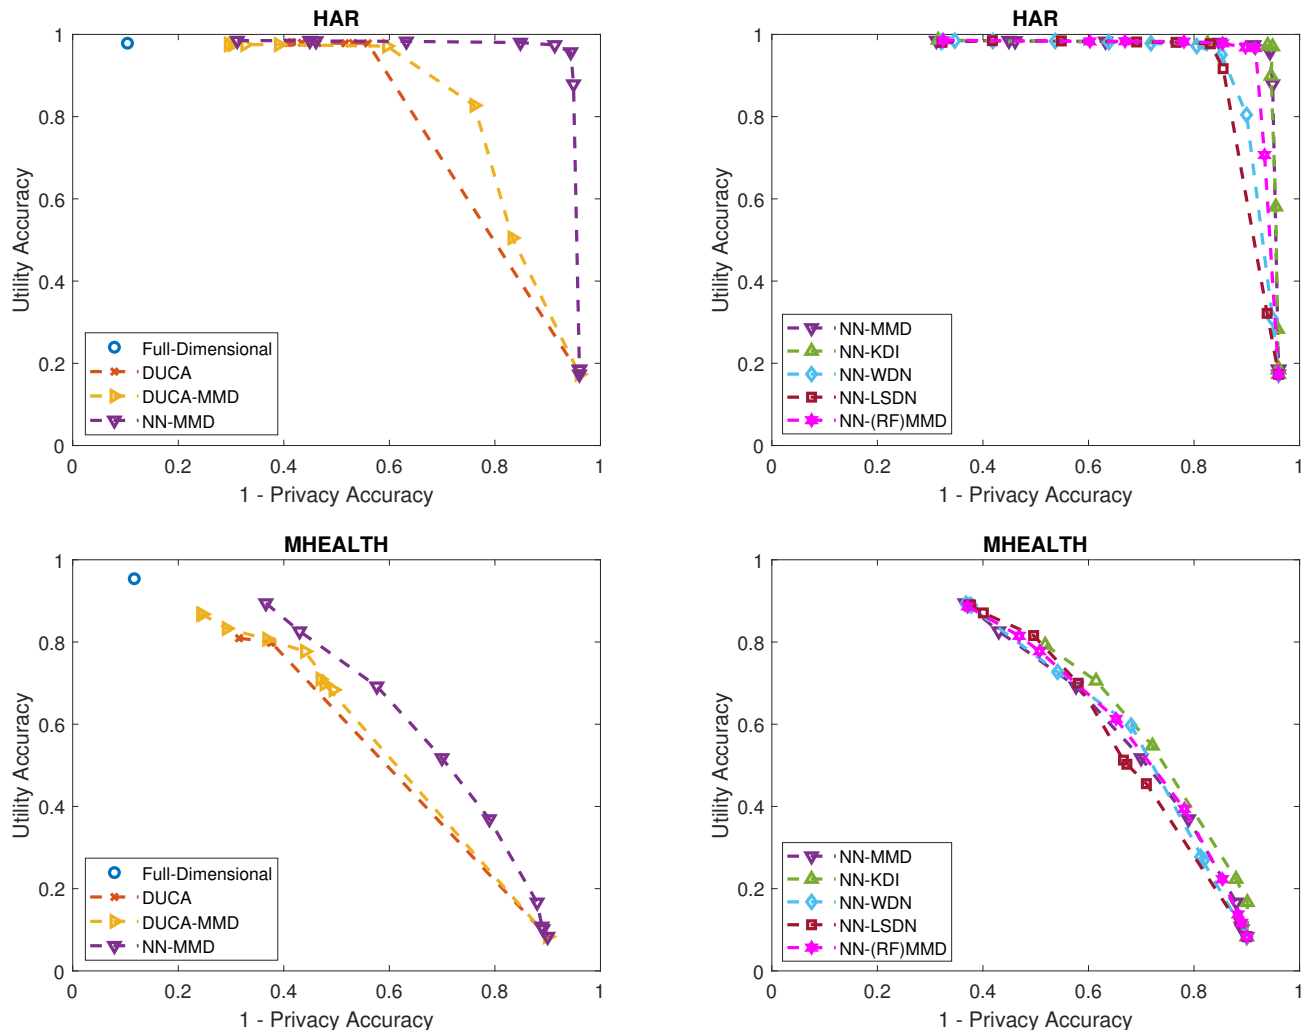 HAR
1
0.8
0.6
0.4
0.2
0
Utility Accuracy
Full-Dimensional
DUCA
DUCA-MMD
NN-MMD
0 0.2 0.4 0.6 0.8 1
1 - Privacy Accuracy
HAR
1
0.8
0.6
0.4
0.2
0
Utility Accuracy
NN-MMD
NN-KDI
NN-WDN
NN-LSDN
NN-(RF)MMD
0 0.2 0.4 0.6 0.8 1
1 - Privacy Accuracy
MHEALTH
1
0.8
0.6
0.4
0.2
0
Utility Accuracy
Full-Dimensional
DUCA
DUCA-MMD
NN-MMD
0 0.2 0.4 0.6 0.8 1
1 - Privacy Accuracy
MHEALTH
1
0.8
0.6
0.4
0.2
0
Utility Accuracy
NN-MMD
NN-KDI
NN-WDN
NN-LSDN
NN-(RF)MMD
0 0.2 0.4 0.6 0.8 1
1 - Privacy Accuracy